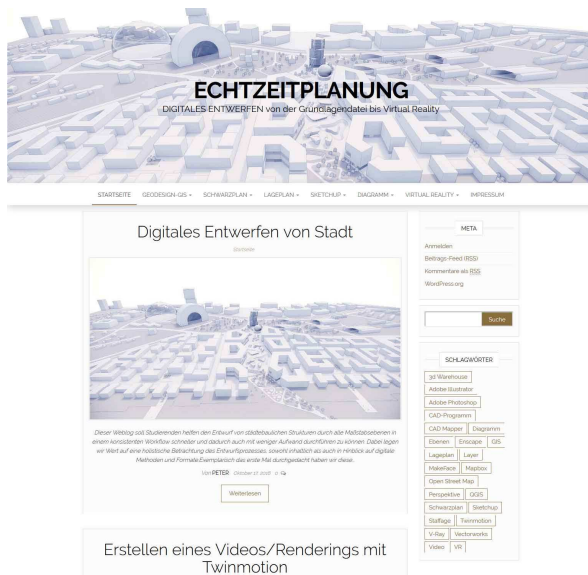 ECHTZEITPLANUNG
DIGITALES ENTWERFEN von der Grundlagendatei bis Virtual Reality
STARTSEITE GEODESIGN-GIS SCHWARZPLAN LAGEPLAN SKETCHUP DIAGRAMM VIRTUAL REALITY IMPRESSUM
Digitales Entwerfen von Stadt
Dieser Weblog soll Studierenden helfen den Entwurf von städtebaulichen Strukturen durch alle Maßstabsebenen in
einem konsistenten Workflow schneller und dadurch auch mit weniger Aufwand durchführen zu können. Dabei legen
wir Wert auf eine holistische Betrachtung des Entwurfsprozesses, sowohl inhaltlich als auch in Hinblick auf digitale
Methoden und Formate.Exemplarisch das erste Mal durchgedacht haben wir diese
Von PETER Oktober 17, 2018 0
Weiterlesen
Erstellen eines Videos/Renderings mit
Twinmotion
META
Anmelden
Beitrags-Feed (RSS)
Kommentare als RSS
WordPress.org
Suche
SCHLAGWÖRTER
3d Warehouse
Adobe Illustrator
Adobe Photoshop
CAD-Programm
CAD Mapper Diagramm
Ebenen Enscape GIS
Lageplan Layer
MakeFace Mapbox
Open Street Map
Perspektive QGIS
Schwarzplan Sketchup
Staffage Twinmotion
V-Ray Vectorworks
Video VR